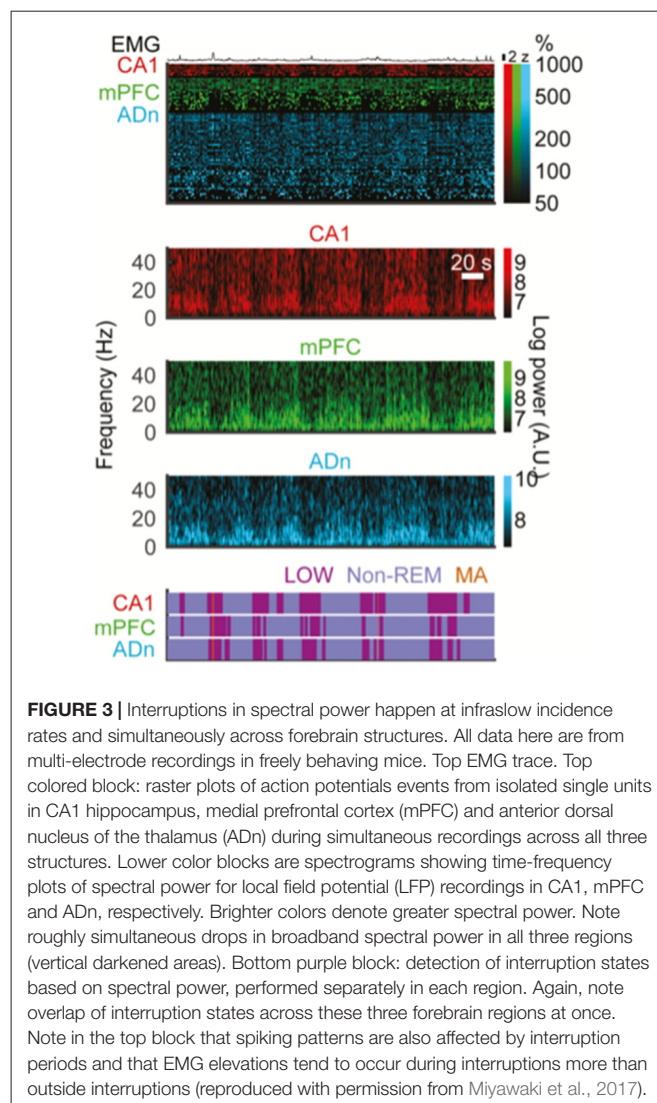 EMG
CA1
mPFC
ADn
2 z
%
1000
500
200
100
50
CA1
40
20
0
20 s
9
8
7
mPFC
40
20
0
9
8
7
ADn
40
20
0
10
8
Frequency (Hz)
Log power (A.U.)
LOW Non-REM MA
CA1
mPFC
ADn
FIGURE 3 | Interruptions in spectral power happen at infraslow incidence
rates and simultaneously across forebrain structures. All data here are from
multi-electrode recordings in freely behaving mice. Top EMG trace. Top
colored block: raster plots of action potentials events from isolated single units
in CA1 hippocampus, medial prefrontal cortex (mPFC) and anterior dorsal
nucleus of the thalamus (ADn) during simultaneous recordings across all three
structures. Lower color blocks are spectrograms showing time-frequency
plots of spectral power for local field potential (LFP) recordings in CA1, mPFC
and ADn, respectively. Brighter colors denote greater spectral power. Note
roughly simultaneous drops in broadband spectral power in all three regions
(vertical darkened areas). Bottom purple block: detection of interruption states
based on spectral power, performed separately in each region. Again, note
overlap of interruption states across these three forebrain regions at once.
Note in the top block that spiking patterns are also affected by interruption
periods and that EMG elevations tend to occur during interruptions more than
outside interruptions (reproduced with permission from Miyawaki et al., 2017).